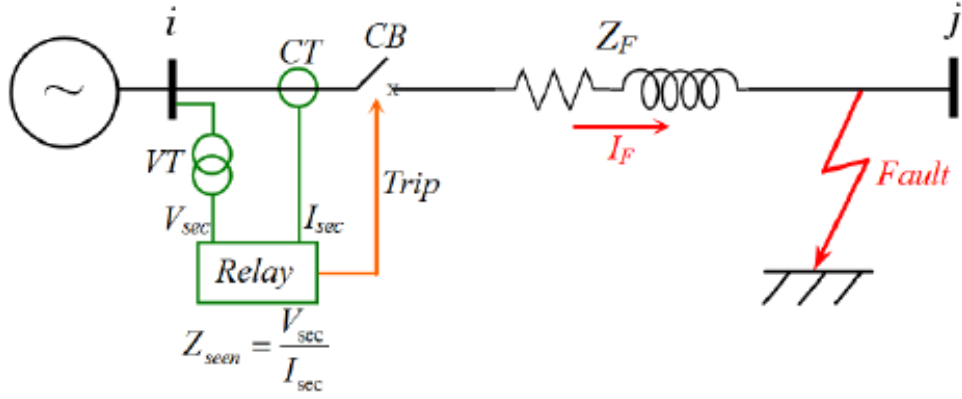 i
CT
CB
Z_F
j
~
VT
I_F
Fault
Trip
V_sec
I_sec
Relay
Z_seen = V_sec / I_sec